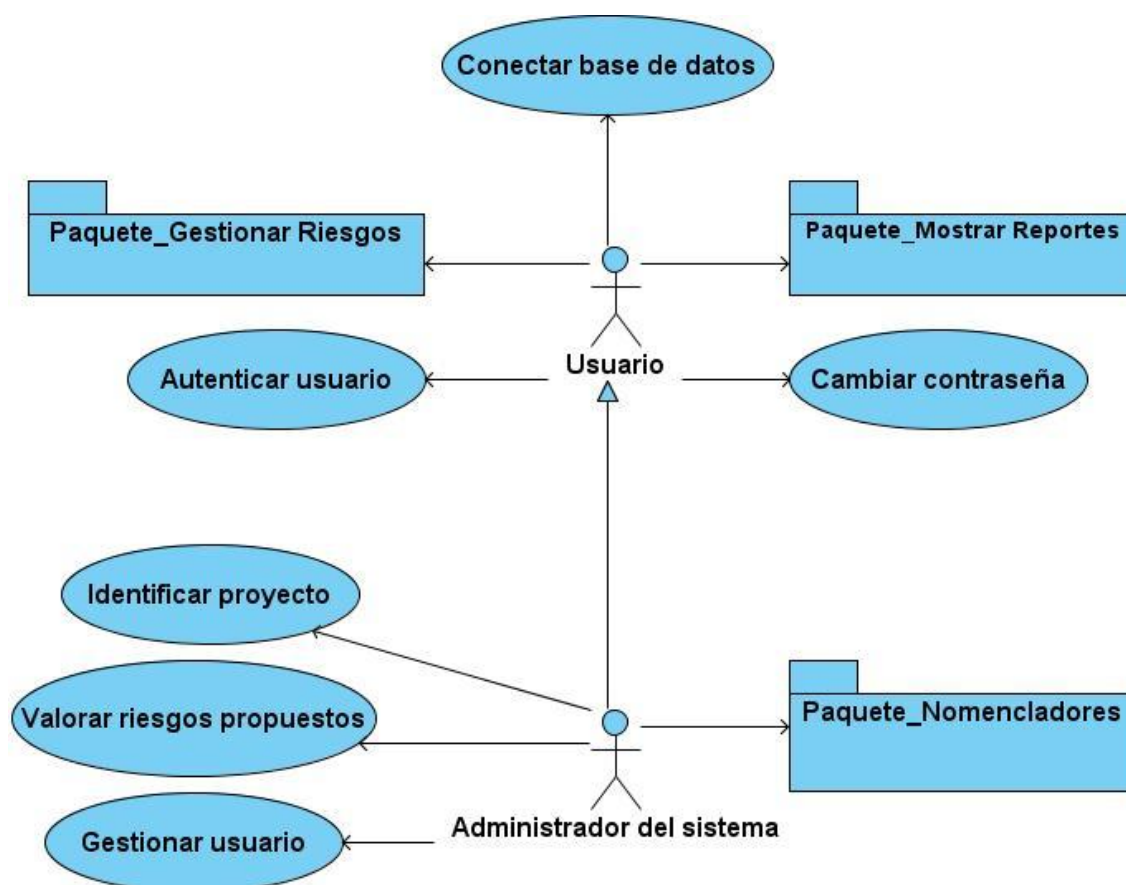 Conectar base de datos
Paquete_Gestionar Riesgos
Paquete_Mostrar Reportes
Autenticar usuario
Usuario
Cambiar contraseña
Identificar proyecto
Valorar riesgos propuestos
Paquete_Nomencladores
Gestionar usuario
Administrador del sistema